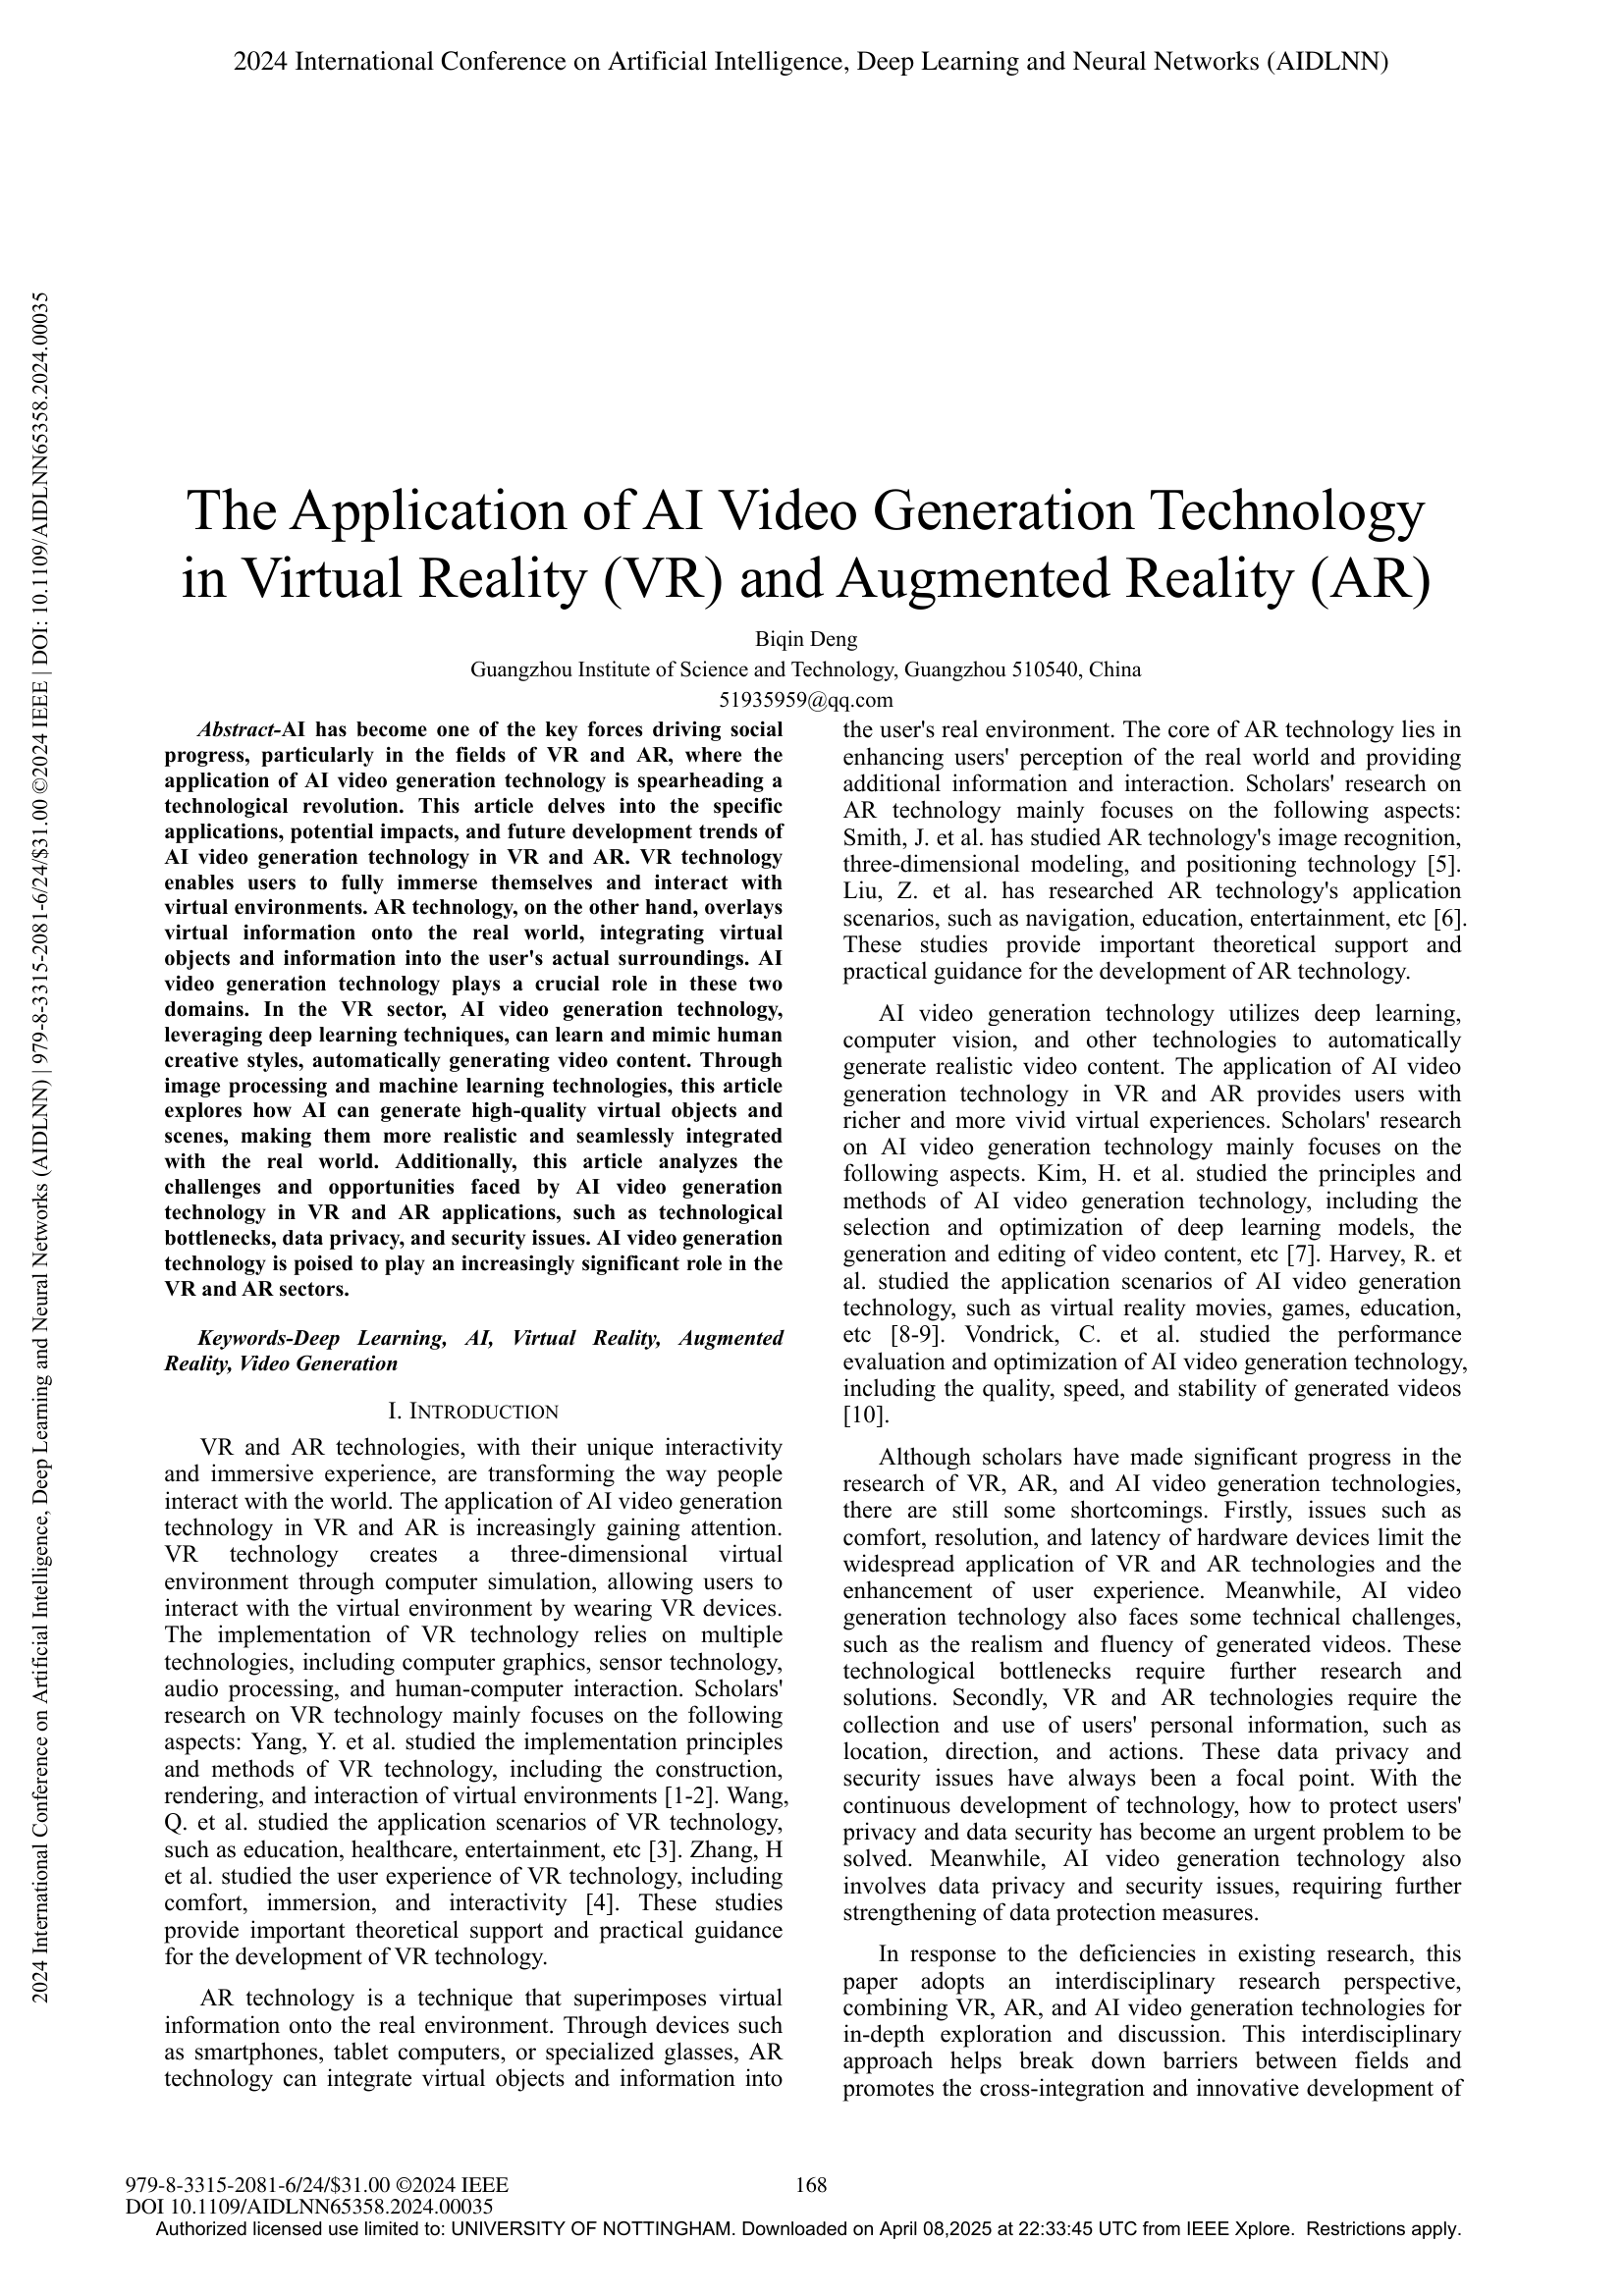 2024 International Conference on Artificial Intelligence, Deep Learning and Neural Networks (AIDLNN)
2024 International Conference on Artificial Intelligence, Deep Learning and Neural Networks (AIDLNN) | 979-8-3315-2081-6/24/$31.00 ©2024 IEEE | DOI: 10.1109/AIDLNN65358.2024.00035
The Application of AI Video Generation Technology
in Virtual Reality (VR) and Augmented Reality (AR)
Biqin Deng
Guangzhou Institute of Science and Technology, Guangzhou 510540, China
51935959@qq.com
Abstract-AI has become one of the key forces driving social
progress, particularly in the fields of VR and AR, where the
application of AI video generation technology is spearheading a
technological revolution. This article delves into the specific
applications, potential impacts, and future development trends of
AI video generation technology in VR and AR. VR technology
enables users to fully immerse themselves and interact with
virtual environments. AR technology, on the other hand, overlays
virtual information onto the real world, integrating virtual
objects and information into the user's actual surroundings. AI
video generation technology plays a crucial role in these two
domains. In the VR sector, AI video generation technology,
leveraging deep learning techniques, can learn and mimic human
creative styles, automatically generating video content. Through
image processing and machine learning technologies, this article
explores how AI can generate high-quality virtual objects and
scenes, making them more realistic and seamlessly integrated
with the real world. Additionally, this article analyzes the
challenges and opportunities faced by AI video generation
technology in VR and AR applications, such as technological
bottlenecks, data privacy, and security issues. AI video generation
technology is poised to play an increasingly significant role in the
VR and AR sectors.
Keywords-Deep Learning, AI, Virtual Reality, Augmented
Reality, Video Generation
I. INTRODUCTION
VR and AR technologies, with their unique interactivity
and immersive experience, are transforming the way people
interact with the world. The application of AI video generation
technology in VR and AR is increasingly gaining attention.
VR technology creates a three-dimensional virtual
environment through computer simulation, allowing users to
interact with the virtual environment by wearing VR devices.
The implementation of VR technology relies on multiple
technologies, including computer graphics, sensor technology,
audio processing, and human-computer interaction. Scholars'
research on VR technology mainly focuses on the following
aspects: Yang, Y. et al. studied the implementation principles
and methods of VR technology, including the construction,
rendering, and interaction of virtual environments [1-2]. Wang,
Q. et al. studied the application scenarios of VR technology,
such as education, healthcare, entertainment, etc [3]. Zhang, H
et al. studied the user experience of VR technology, including
comfort, immersion, and interactivity [4]. These studies
provide important theoretical support and practical guidance
for the development of VR technology.
AR technology is a technique that superimposes virtual
information onto the real environment. Through devices such
as smartphones, tablet computers, or specialized glasses, AR
technology can integrate virtual objects and information into
the user's real environment. The core of AR technology lies in
enhancing users' perception of the real world and providing
additional information and interaction. Scholars' research on
AR technology mainly focuses on the following aspects:
Smith, J. et al. has studied AR technology's image recognition,
three-dimensional modeling, and positioning technology [5].
Liu, Z. et al. has researched AR technology's application
scenarios, such as navigation, education, entertainment, etc [6].
These studies provide important theoretical support and
practical guidance for the development of AR technology.
AI video generation technology utilizes deep learning,
computer vision, and other technologies to automatically
generate realistic video content. The application of AI video
generation technology in VR and AR provides users with
richer and more vivid virtual experiences. Scholars' research
on AI video generation technology mainly focuses on the
following aspects. Kim, H. et al. studied the principles and
methods of AI video generation technology, including the
selection and optimization of deep learning models, the
generation and editing of video content, etc [7]. Harvey, R. et
al. studied the application scenarios of AI video generation
technology, such as virtual reality movies, games, education,
etc [8-9]. Vondrick, C. et al. studied the performance
evaluation and optimization of AI video generation technology,
including the quality, speed, and stability of generated videos
[10].
Although scholars have made significant progress in the
research of VR, AR, and AI video generation technologies,
there are still some shortcomings. Firstly, issues such as
comfort, resolution, and latency of hardware devices limit the
widespread application of VR and AR technologies and the
enhancement of user experience. Meanwhile, AI video
generation technology also faces some technical challenges,
such as the realism and fluency of generated videos. These
technological bottlenecks require further research and
solutions. Secondly, VR and AR technologies require the
collection and use of users' personal information, such as
location, direction, and actions. These data privacy and
security issues have always been a focal point. With the
continuous development of technology, how to protect users'
privacy and data security has become an urgent problem to be
solved. Meanwhile, AI video generation technology also
involves data privacy and security issues, requiring further
strengthening of data protection measures.
In response to the deficiencies in existing research, this
paper adopts an interdisciplinary research perspective,
combining VR, AR, and AI video generation technologies for
in-depth exploration and discussion. This interdisciplinary
approach helps break down barriers between fields and
promotes the cross-integration and innovative development of
979-8-3315-2081-6/24/$31.00 ©2024 IEEE
DOI 10.1109/AIDLNN65358.2024.00035
168
Authorized licensed use limited to: UNIVERSITY OF NOTTINGHAM. Downloaded on April 08,2025 at 22:33:45 UTC from IEEE Xplore. Restrictions apply.